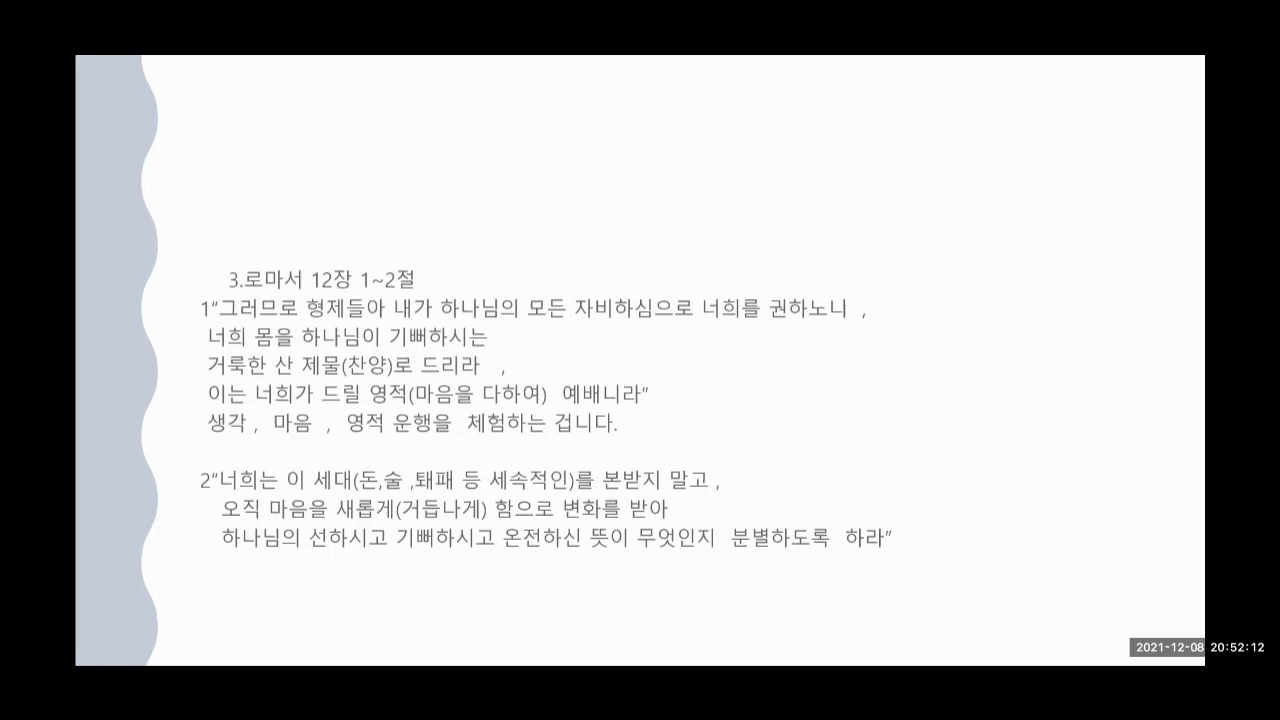 3.로마서 12장 1~2절
1“그러므로 형제들아 내가 하나님의 모든 자비하심으로 너희를 권하노니 ,
너희 몸을 하나님이 기뻐하시는
거룩한 산 제물(찬양)로 드리라 ,
이는 너희가 드릴 영적(마음을 다하여) 예배니라”
생각 , 마음 , 영적 운행을 체험하는 겁니다.
2“너희는 이 세대(돈,술 ,퇘패 등 세속적인)를 본받지 말고 ,
오직 마음을 새롭게(거듭나게) 함으로 변화를 받아
하나님의 선하시고 기뻐하시고 온전하신 뜻이 무엇인지 분별하도록 하라”
2021-12-08 20:52:12